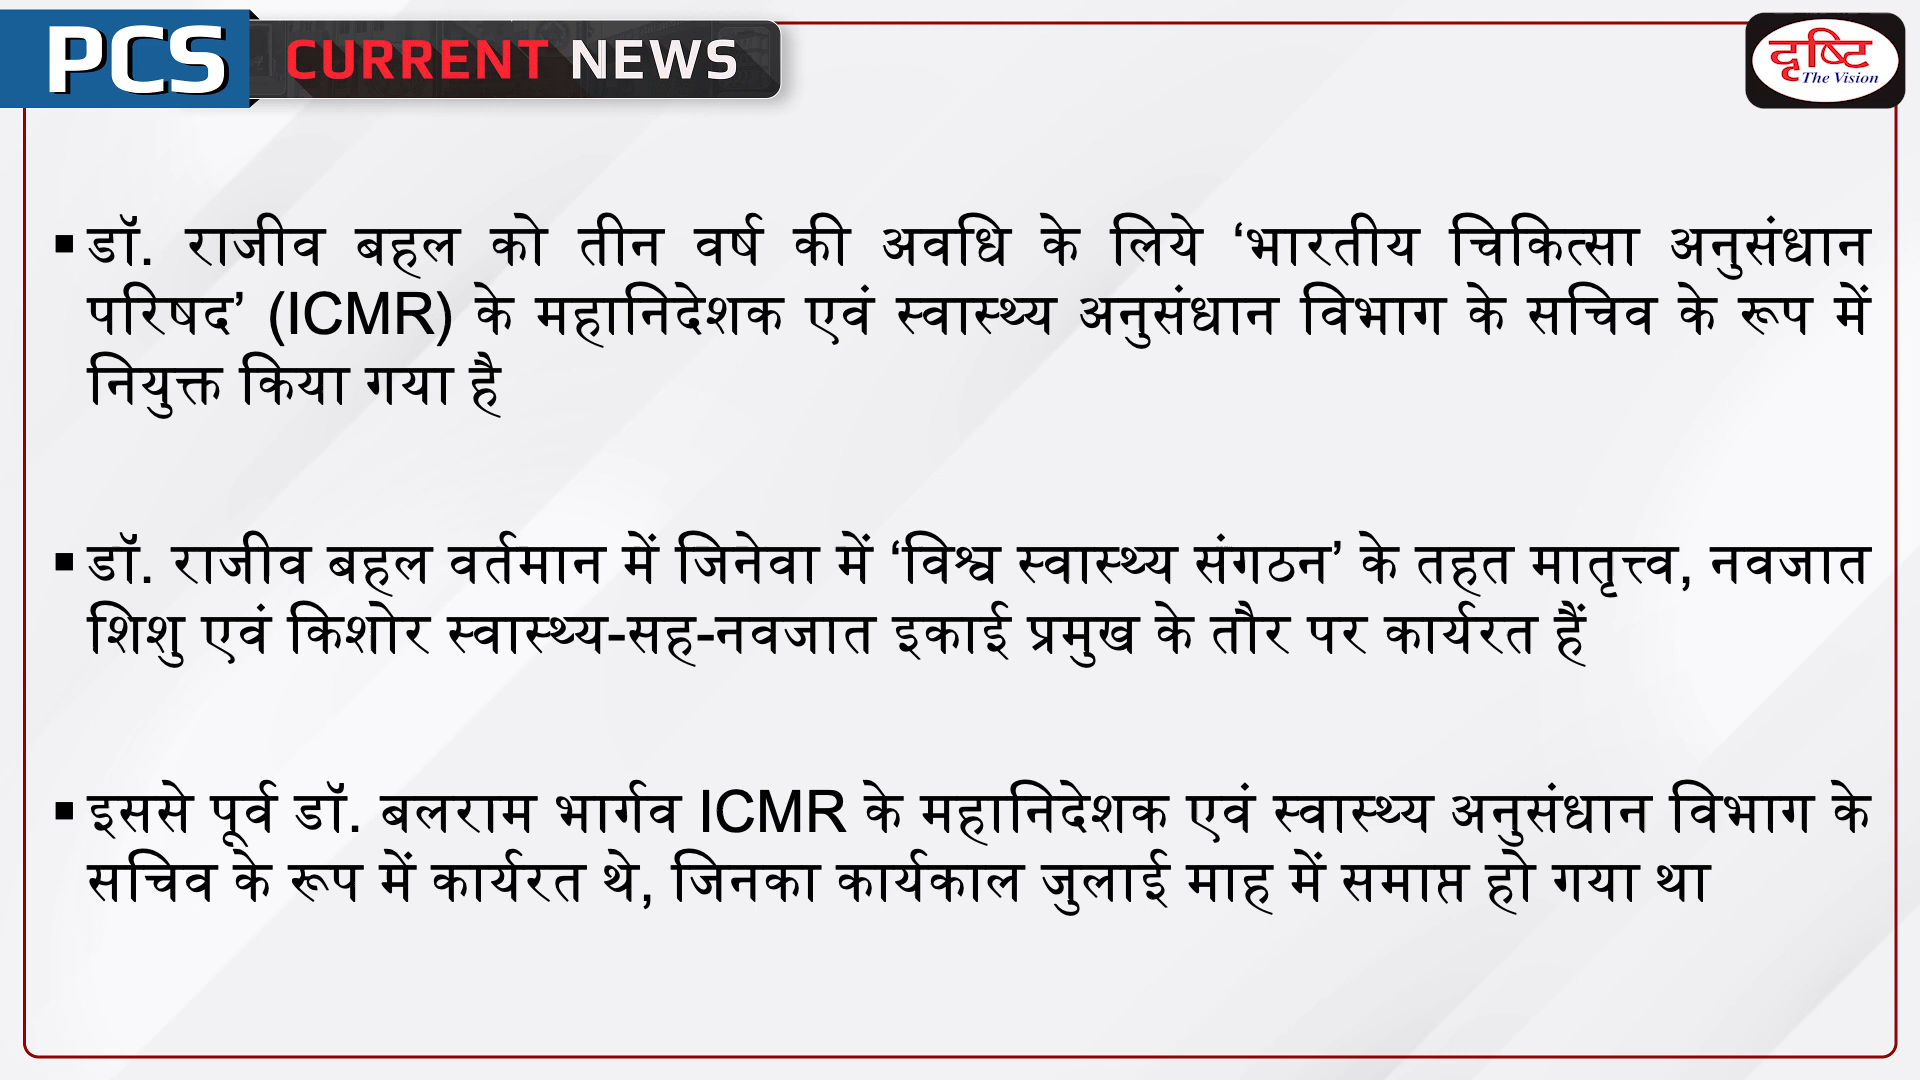 PCS CURRENT NEWS
दृष्टि
The Vision
▪ डॉ. राजीव बहल को तीन वर्ष की अवधि के लिये ‘भारतीय चिकित्सा अनुसंधान
परिषद’ (ICMR) के महानिदेशक एवं स्वास्थ्य अनुसंधान विभाग के सचिव के रूप में
नियुक्त किया गया है
▪ डॉ. राजीव बहल वर्तमान में जिनेवा में ‘विश्व स्वास्थ्य संगठन’ के तहत मातृत्त्व, नवजात
शिशु एवं किशोर स्वास्थ्य-सह-नवजात इकाई प्रमुख के तौर पर कार्यरत हैं
▪ इससे पूर्व डॉ. बलराम भार्गव ICMR के महानिदेशक एवं स्वास्थ्य अनुसंधान विभाग के
सचिव के रूप में कार्यरत थे, जिनका कार्यकाल जुलाई माह में समाप्त हो गया था